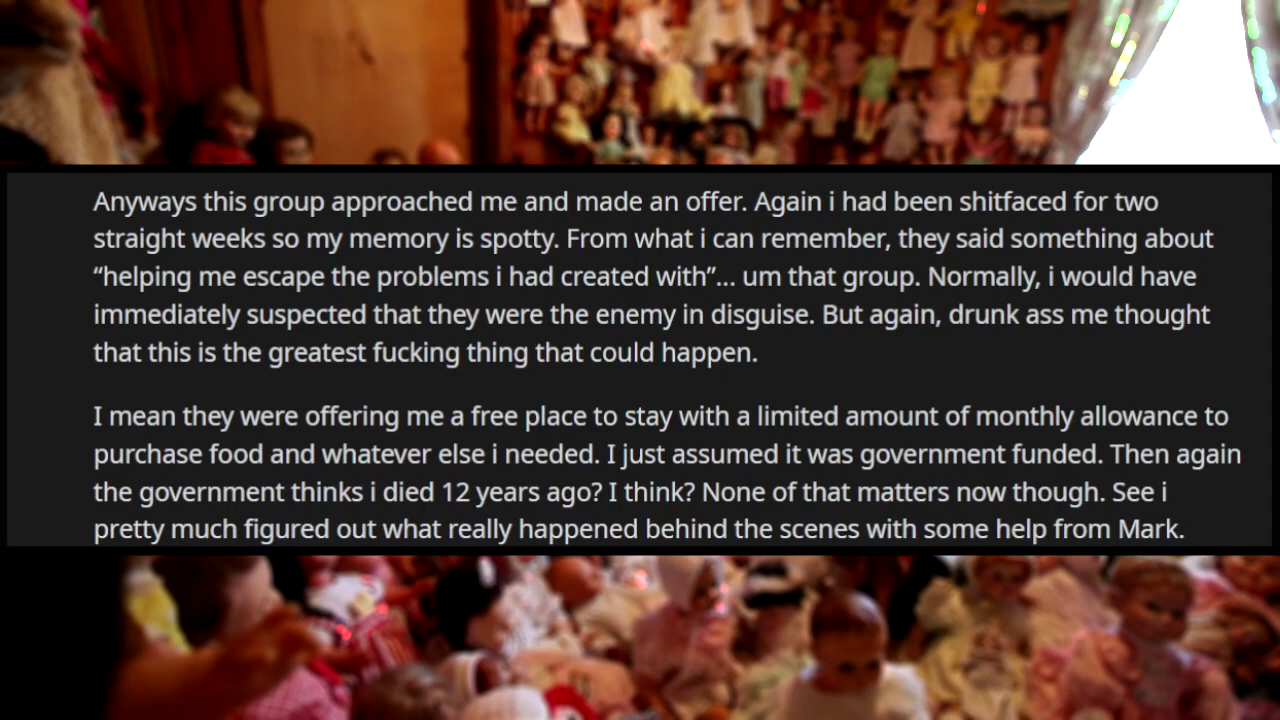 Anyways this group approached me and made an offer. Again i had been shitfaced for two
straight weeks so my memory is spotty. From what i can remember, they said something about
“helping me escape the problems i had created with”... um that group. Normally, i would have
immediately suspected that they were the enemy in disguise. But again, drunk ass me thought
that this is the greatest fucking thing that could happen.
I mean they were offering me a free place to stay with a limited amount of monthly allowance to
purchase food and whatever else i needed. I just assumed it was government funded. Then again
the government thinks i died 12 years ago? I think? None of that matters now though. See i
pretty much figured out what really happened behind the scenes with some help from Mark.